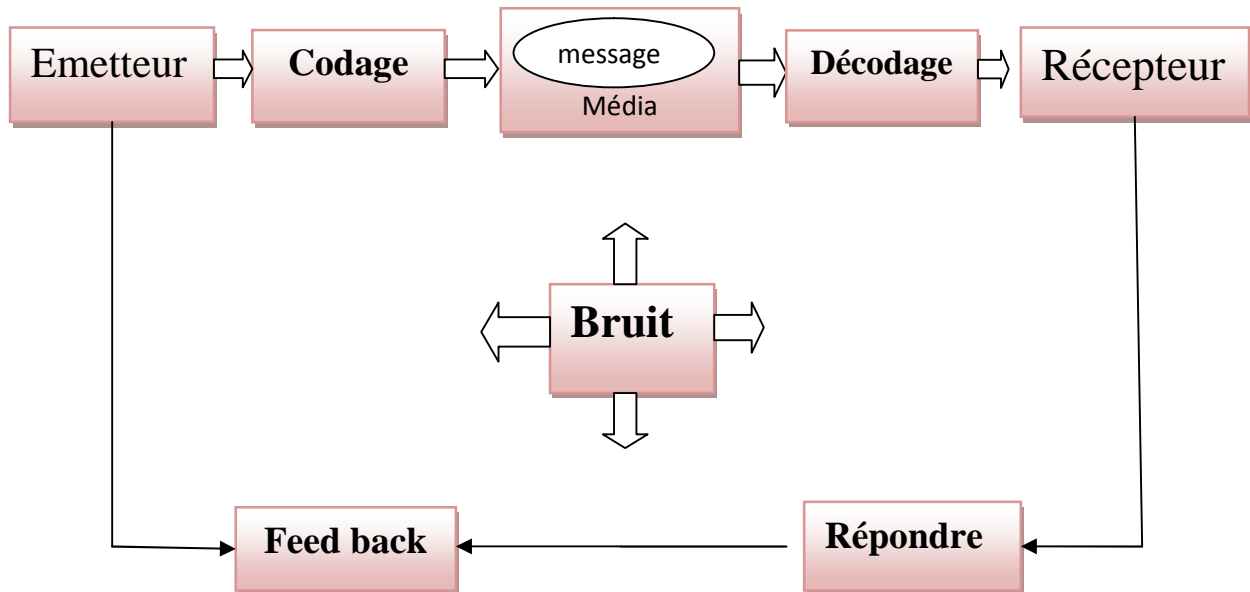 Emetteur
Codage
message
Média
Décodage
Récepteur
Bruit
Feed back
Répondre